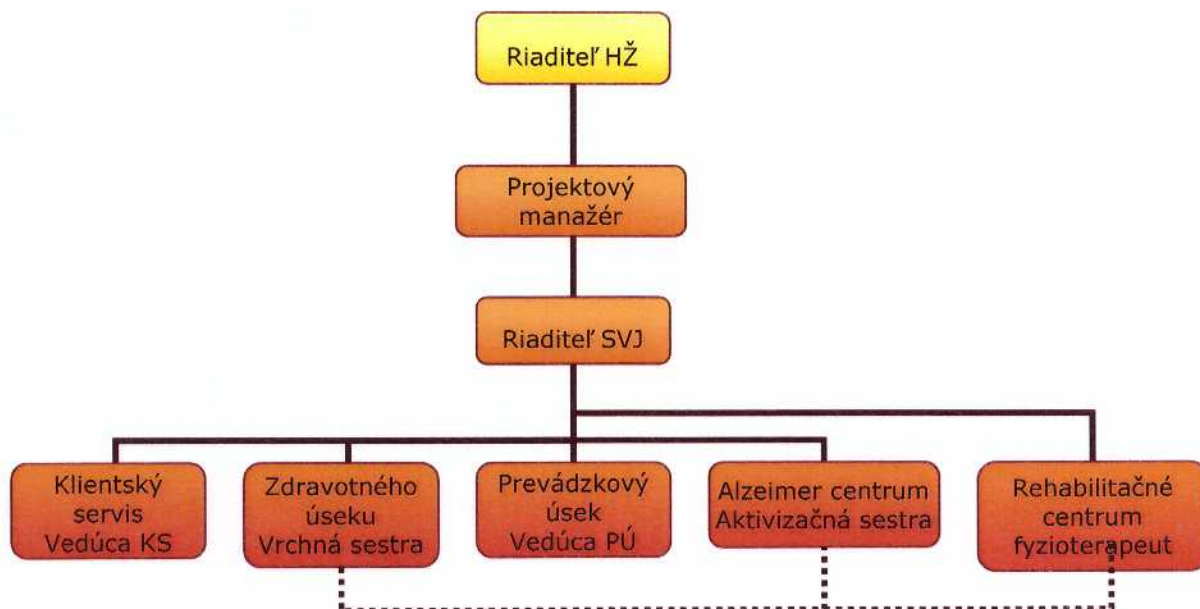 Riaditeľ HŽ
Projektový
manažér
Riaditeľ SVJ
Klientský
servis
Vedúca KS
Zdravotného
úseku
Vrchná sestra
Prevádzkový
úsek
Vedúca PÚ
Alzeimer centrum
Aktivizačná sestra
Rehabilitačné
centrum
fyzioterapeut